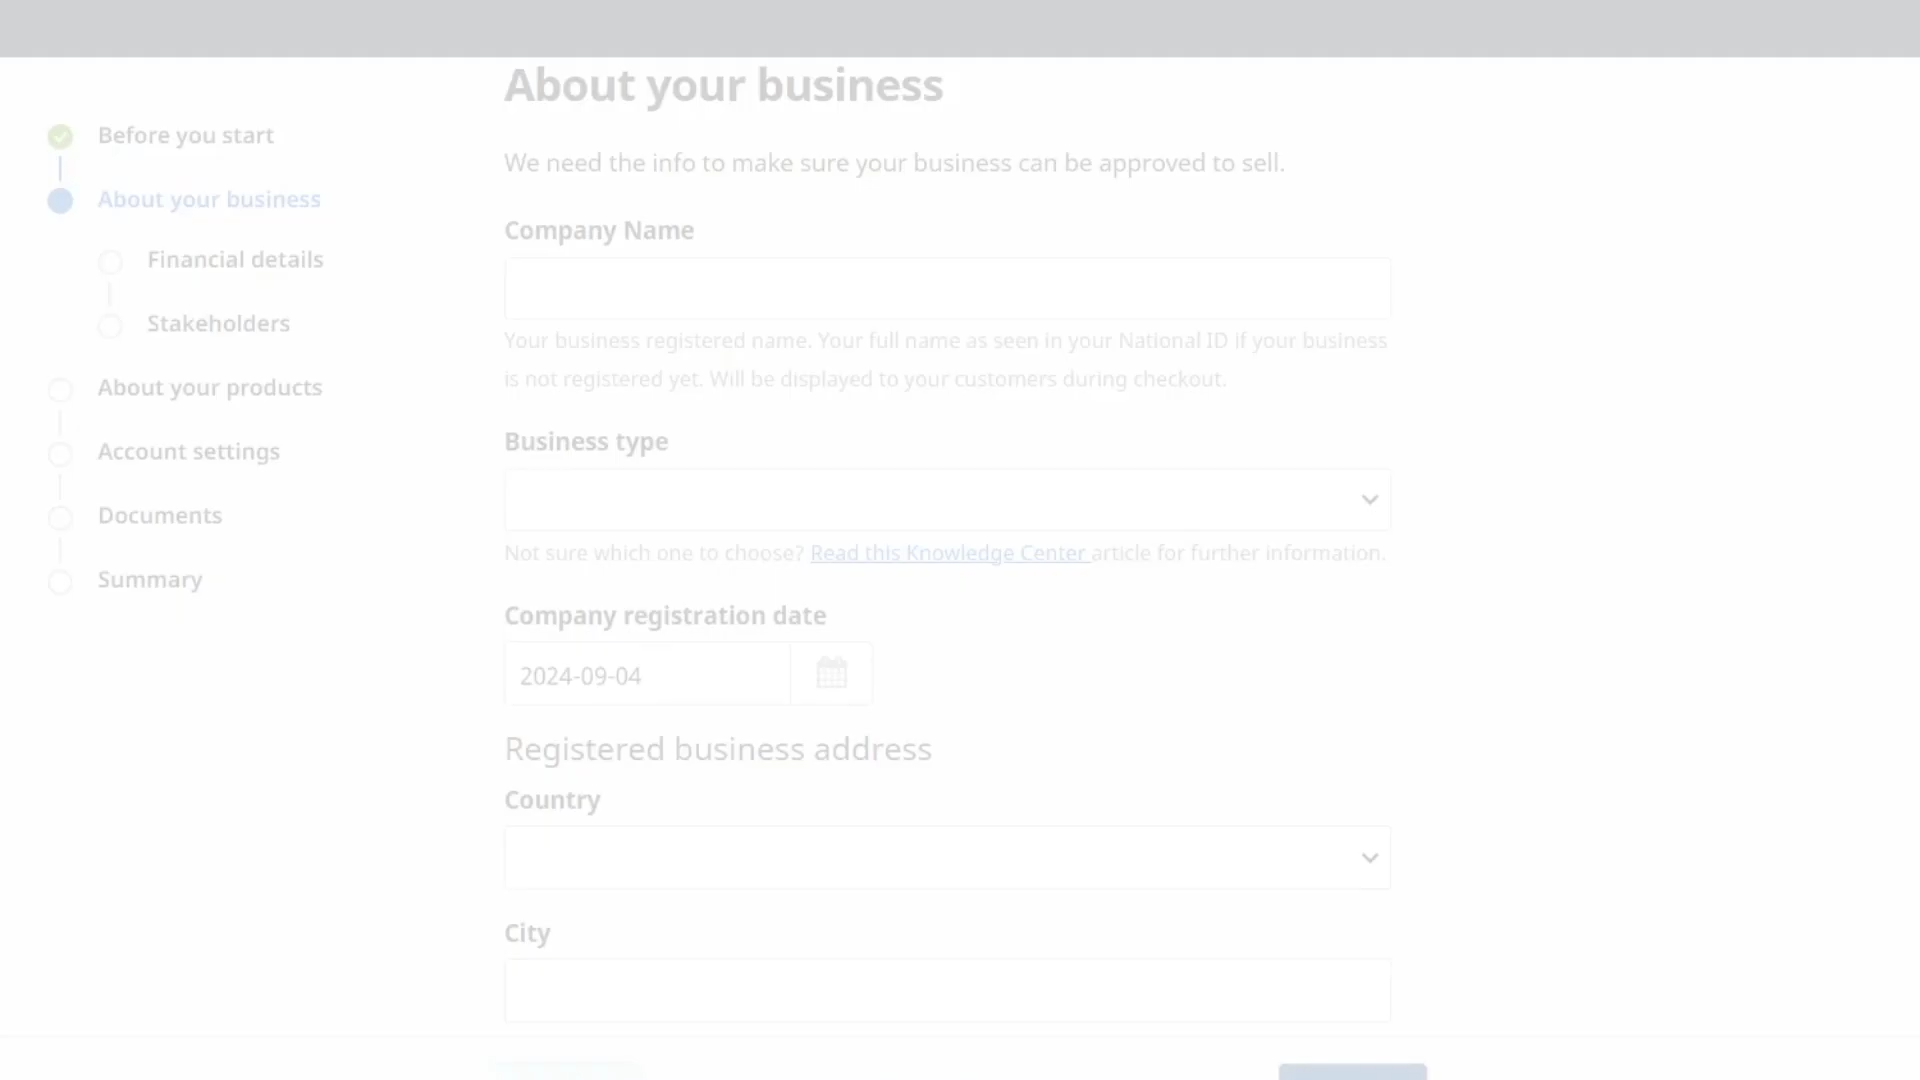 About your business
We need the info to make sure your business can be approved to sell.
Before you start
About your business
Financial details
Stakeholders
About your products
Account settings
Documents
Summary
Company Name
Your business registered name. Your full name as seen in your National ID if your business
is not registered yet. Will be displayed to your customers during checkout.
Business type
Not sure which one to choose? Read this Knowledge Center article for further information.
Company registration date
2024-09-04
Registered business address
Country
City